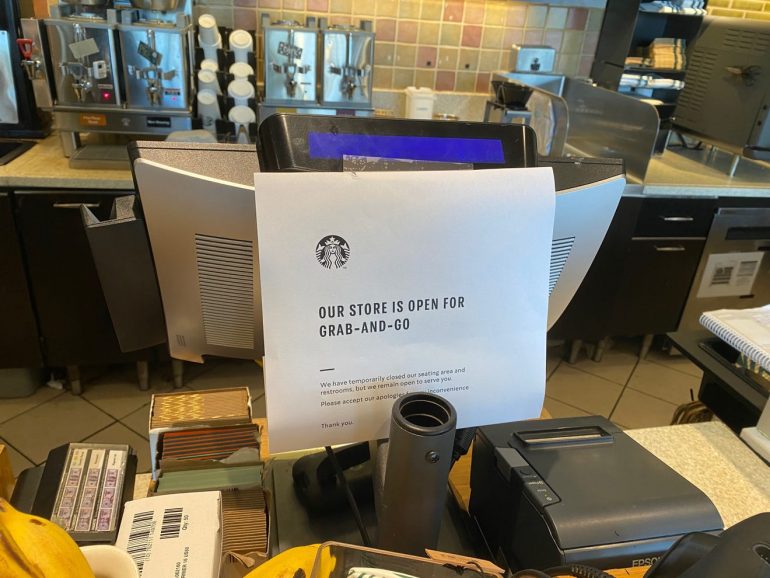 OUR STORE IS OPEN FOR
GRAB-AND-GO
We have temporarily closed our seating area and
restrooms, but we remain open to serve you.
Please accept our apologies inconvenience
Thank you.
EPSON